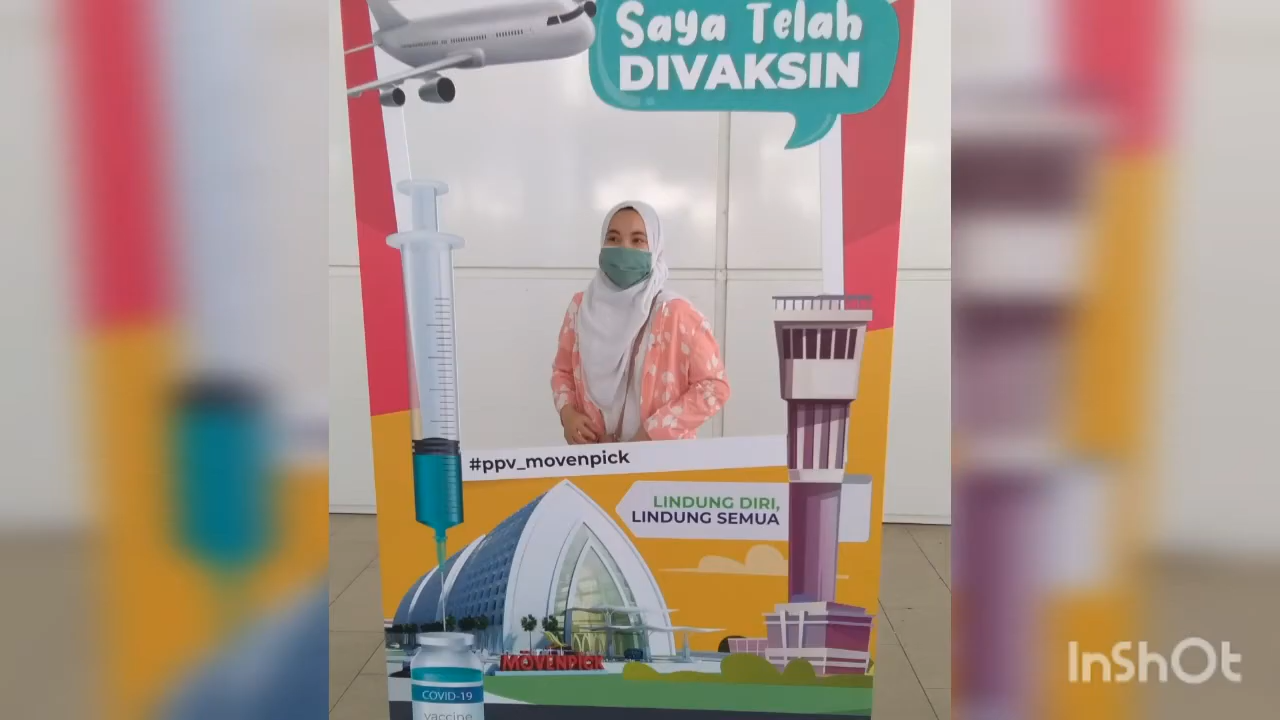 Saya Telah
DIVAKSIN
#ppv_movenpick
LINDUNG DIRI,
LINDUNG SEMUA
MÖVENPICK
COVID-19
vaccine
InShOt